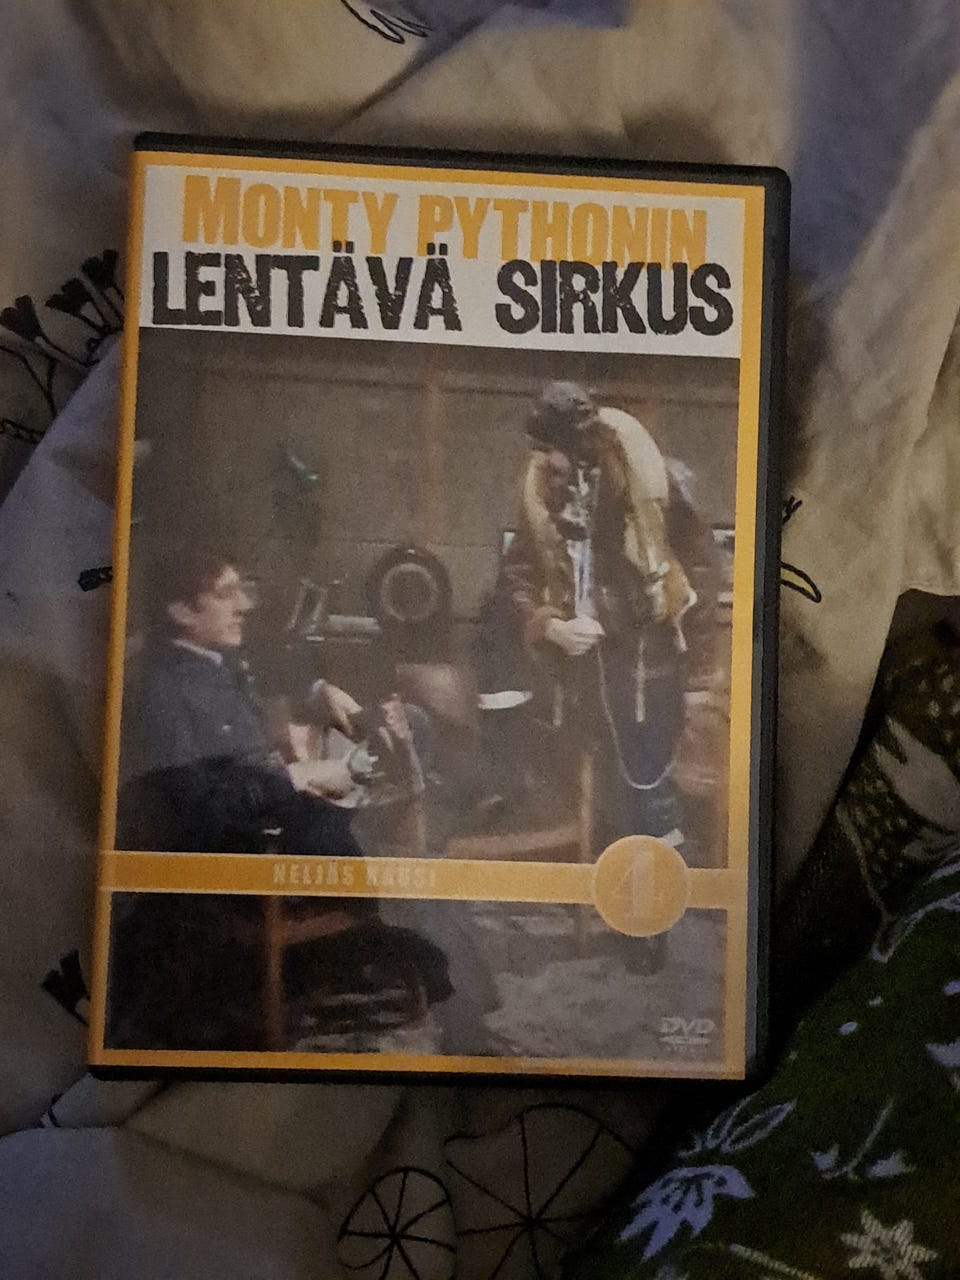 MONTY PYTHONIN
LENTÄVÄ SIRKUS
NELJÄS KAUSI
4
DVD